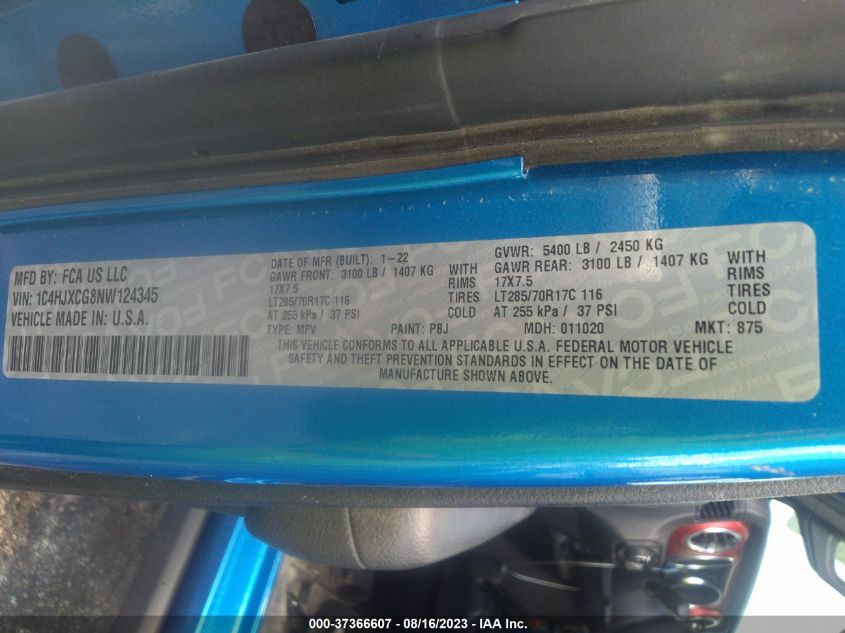 MFD BY: FCA US LLC
VIN: 1C4HJXCG8NW124345
VEHICLE MADE IN: U.S.A.
DATE OF MFR (BUILT): 1-22
GAWR FRONT: 3100 LB / 1407 KG WITH
17X7.5 RIMS
LT285/70R17C 116 TIRES
AT 255 kPa / 37 PSI COLD
GVWR: 5400 LB / 2450 KG
GAWR REAR: 3100 LB / 1407 KG WITH
17X7.5 RIMS
LT285/70R17C 116 TIRES
AT 255 kPa / 37 PSI COLD
TYPE: MPV PAINT: PBJ MDH: 011020 MKT: 875
THIS VEHICLE CONFORMS TO ALL APPLICABLE U.S.A. FEDERAL MOTOR VEHICLE
SAFETY AND THEFT PREVENTION STANDARDS IN EFFECT ON THE DATE OF
MANUFACTURE SHOWN ABOVE.
000-37366607 - 08/16/2023 - IAA Inc.